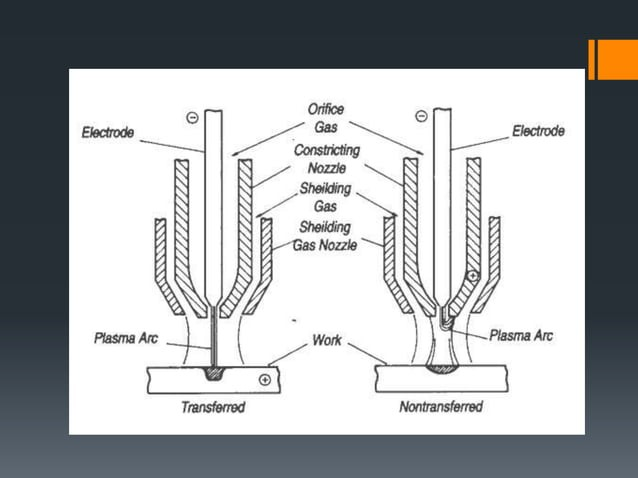 ⊖
Orifice
Gas
⊖
Electrode
Electrode
Constricting
Nozzle
Sheilding
Gas
Sheilding
Gas Nozzle
⊕
Plasma Arc
Work
Plasma Arc
⊕
Transferred
Nontransferred